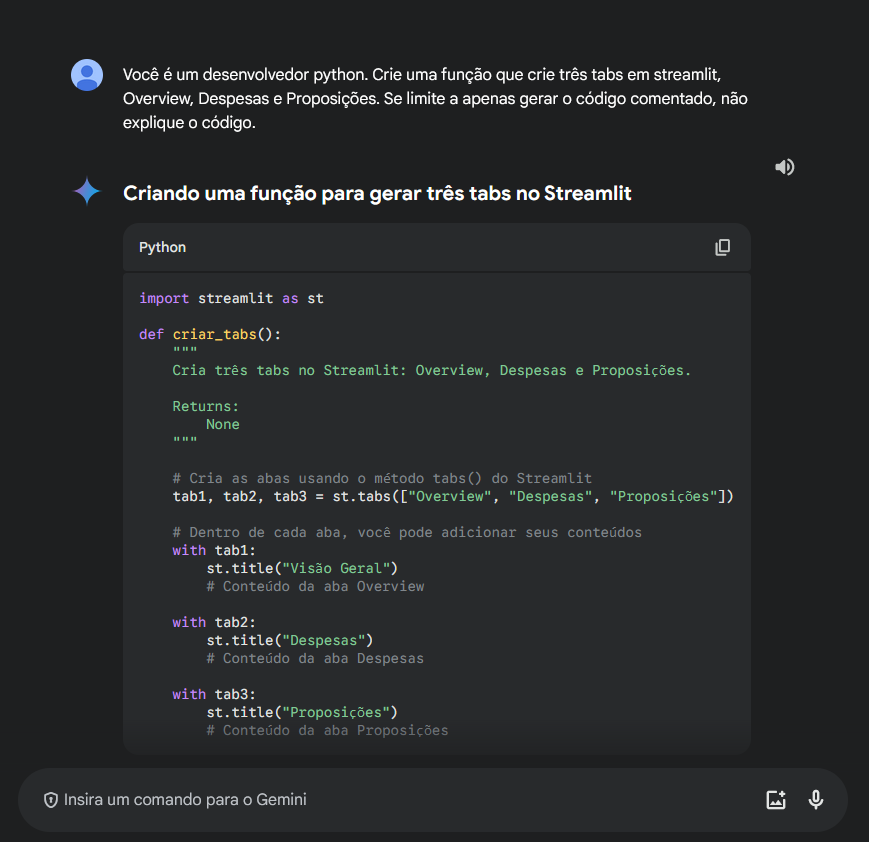 Você é um desenvolvedor python. Crie uma função que crie três tabs em streamlit,
Overview, Despesas e Proposições. Se limite a apenas gerar o código comentado, não
explique o código.
Criando uma função para gerar três tabs no Streamlit
Python
import streamlit as st
def criar_tabs():
    """
    Cria três tabs no Streamlit: Overview, Despesas e Proposições.
    Returns:
        None
    """
    # Cria as abas usando o método tabs() do Streamlit
    tab1, tab2, tab3 = st.tabs(["Overview", "Despesas", "Proposições"])
    # Dentro de cada aba, você pode adicionar seus conteúdos
    with tab1:
        st.title("Visão Geral")
        # Conteúdo da aba Overview
    with tab2:
        st.title("Despesas")
        # Conteúdo da aba Despesas
    with tab3:
        st.title("Proposições")
        # Conteúdo da aba Proposições
Insira um comando para o Gemini